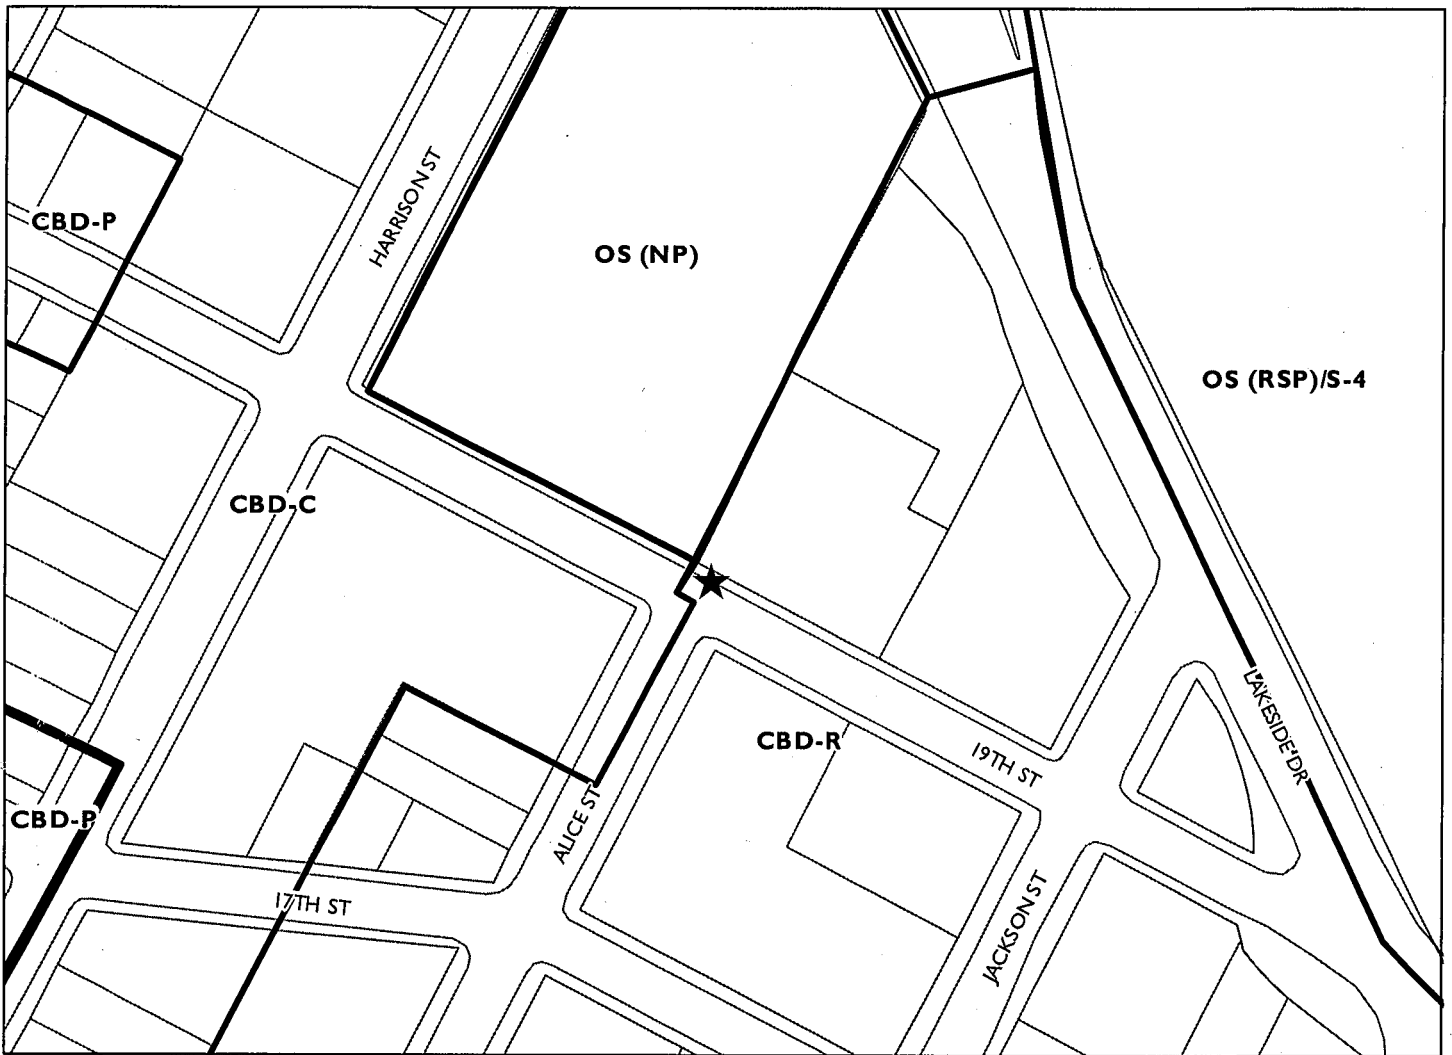 CBD-P
HARRISON ST
OS (NP)
OS (RSP)/S-4
CBD-C
CBD-R
19TH ST
LAKESIDE DR
CBD-P
ALICE ST
17TH ST
JACKSON ST